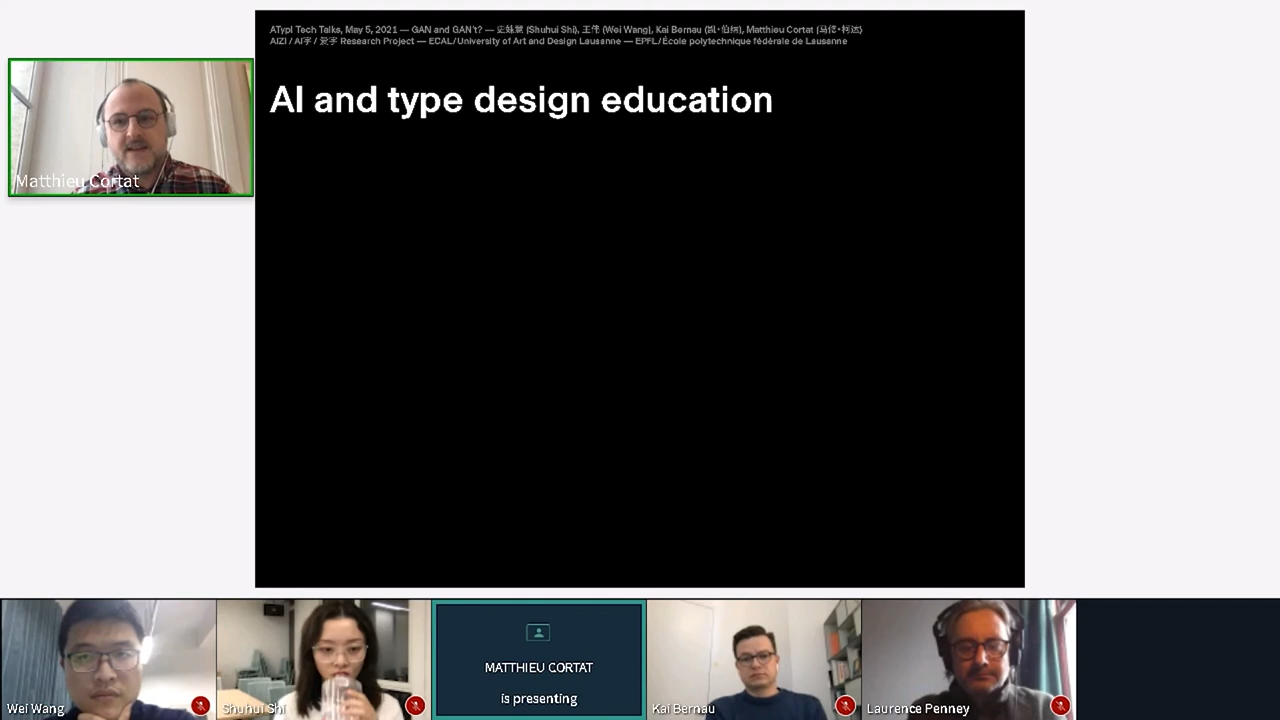 ATypI Tech Talks, May 5, 2021 — GAN and GAN't? — 史姝慧 (Shuhui Shi), 王伟 (Wei Wang), Kai Bernau (凯·伯纳), Matthieu Cortat (马修·柯达)
AIZI / AI字 / 爱字 Research Project — ECAL/University of Art and Design Lausanne — EPFL/École polytechnique fédérale de Lausanne
AI and type design education
Matthieu Cortat
MATTHIEU CORTAT
is presenting
Wei Wang
Shuhui Shi
Kai Bernau
Laurence Penney